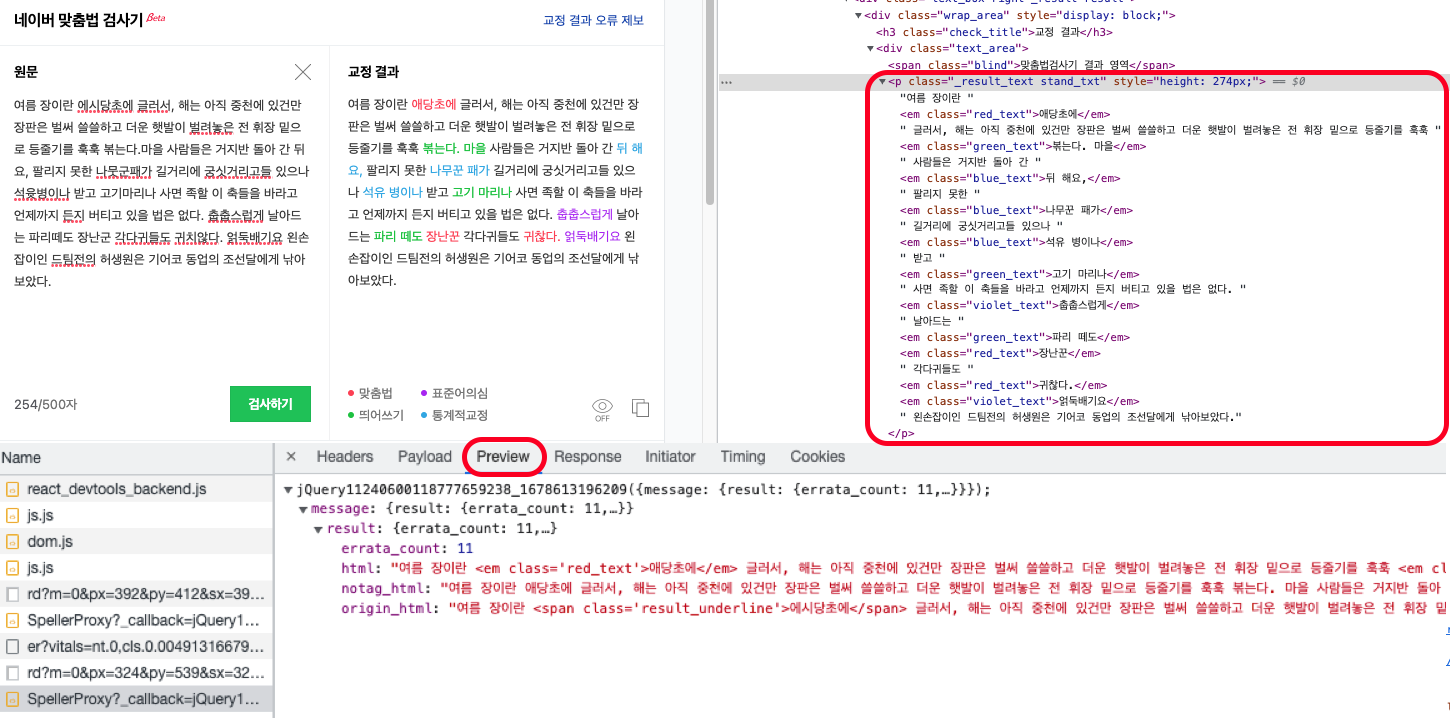 네이버 맞춤법 검사기 Beta
교정 결과 오류 제보
원문
여름 장이란 에시당초에 글러서, 해는 아직 중천에 있건만
장판은 벌써 쓸쓸하고 더운 햇발이 벌려놓은 전 휘장 밑으
로 등줄기를 훅훅 볶는다.마을 사람들은 거지반 돌아 간 뒤
요, 팔리지 못한 나뭇군패가 길거리에 궁싯거리고들 있으나
석윳병이나 받고 고기마리나 사면 족할 이 축들을 바라고
언제까지 든지 버티고 있을 법은 없다. 춥춥스럽게 날아드
는 파리떼도 장난군 각다귀들도 귀치않다. 얽둑배기요 왼손
잡이인 드팀전의 허생원은 기어코 동업의 조선달에게 낚아
보았다.
254/500자
검사하기
교정 결과
여름 장이란 애당초에 글러서, 해는 아직 중천에 있건만 장
판은 벌써 쓸쓸하고 더운 햇발이 벌려놓은 전 휘장 밑으로
등줄기를 훅훅 볶는다. 마을 사람들은 거지반 돌아 간 뒤 해
요, 팔리지 못한 나무꾼 패가 길거리에 궁싯거리고들 있으
나 석유 병이나 받고 고기 마리나 사면 족할 이 축들을 바라
고 언제까지 든지 버티고 있을 법은 없다. 춥춥스럽게 날아
드는 파리 떼도 장난꾼 각다귀들도 귀찮다. 얽둑배기요 왼
손잡이인 드팀전의 허생원은 기어코 동업의 조선달에게 낚
아보았다.
맞춤법 표준어의심
띄어쓰기 통계적교정
OFF
<div class="wrap_area" style="display: block;">
<h3 class="check_title">교정 결과</h3>
<div class="text_area">
<span class="blind">맞춤법검사기 결과 영역</span>
<p class="_result_text stand_txt" style="height: 274px;"> == $0
"여름 장이란 "
<em class="red_text">애당초에</em>
" 글러서, 해는 아직 중천에 있건만 장판은 벌써 쓸쓸하고 더운 햇발이 벌려놓은 전 휘장 밑으로 등줄기를 훅훅 "
<em class="green_text">볶는다. 마을</em>
" 사람들은 거지반 돌아 간 "
<em class="blue_text">뒤 해요,</em>
" 팔리지 못한 "
<em class="blue_text">나무꾼 패가</em>
" 길거리에 궁싯거리고들 있으나 "
<em class="blue_text">석유 병이나</em>
" 받고 "
<em class="green_text">고기 마리나</em>
" 사면 족할 이 축들을 바라고 언제까지 든지 버티고 있을 법은 없다. "
<em class="violet_text">춥춥스럽게</em>
" 날아드는 "
<em class="green_text">파리 떼도</em>
<em class="red_text">장난꾼</em>
" 각다귀들도 "
<em class="red_text">귀찮다.</em>
<em class="violet_text">얽둑배기요</em>
" 왼손잡이인 드팀전의 허생원은 기어코 동업의 조선달에게 낚아보았다."
</p>
Name
react_devtools_backend.js
js.js
dom.js
js.js
rd?m=0&px=392&py=412&sx=39...
SpellerProxy?_callback=jQuery1...
er?vitals=nt.0,cls.0.00491316679...
rd?m=0&px=324&py=539&sx=32...
SpellerProxy?_callback=jQuery1...
× Headers Payload Preview Response Initiator Timing Cookies
jQuery11240600118777659238_1678613196209({message: {result: {errata_count: 11,…}}});
message: {result: {errata_count: 11,…}}
result: {errata_count: 11,…}
errata_count: 11
html: "여름 장이란 <em class='red_text'>애당초에</em> 글러서, 해는 아직 중천에 있건만 장판은 벌써 쓸쓸하고 더운 햇발이 벌려놓은 전 휘장 밑으로 등줄기를 훅훅 <em cl
notag_html: "여름 장이란 애당초에 글러서, 해는 아직 중천에 있건만 장판은 벌써 쓸쓸하고 더운 햇발이 벌려놓은 전 휘장 밑으로 등줄기를 훅훅 볶는다. 마을 사람들은 거지반 돌아
origin_html: "여름 장이란 <span class='result_underline'>에시당초에</span> 글러서, 해는 아직 중천에 있건만 장판은 벌써 쓸쓸하고 더운 햇발이 벌려놓은 전 휘장 밑